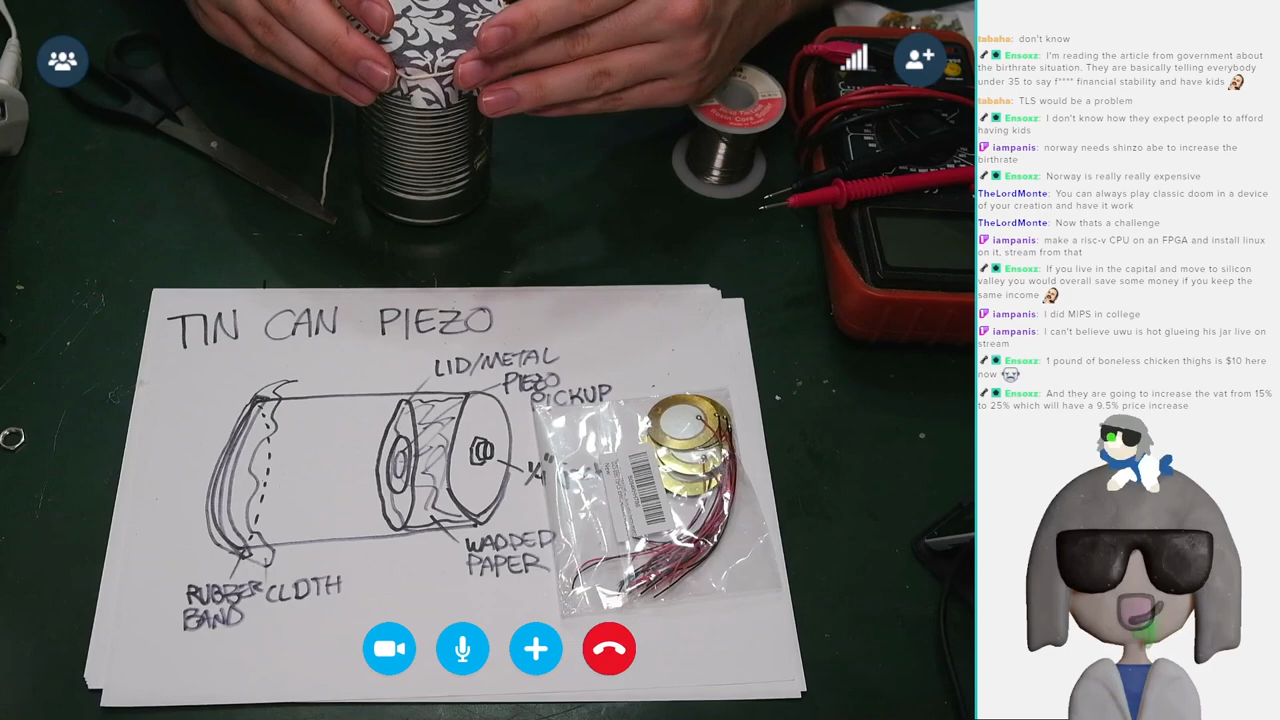 TIN CAN PIEZO
LID/METAL
PIEZO
PICKUP
1/4"
WADDED
PAPER
RUBBER
BAND
CLOTH
tabaha: don't know
Ensoxz: I'm reading the article from government about
the birthrate situation. They are basically telling everybody
under 35 to say f**** financial stability and have kids
tabaha: TLS would be a problem
Ensoxz: I don't know how they expect people to afford
having kids
iampanis: norway needs shinzo abe to increase the
birthrate
Ensoxz: Norway is really really expensive
TheLordMonte: You can always play classic doom in a device
of your creation and have it work
TheLordMonte: Now thats a challenge
iampanis: make a risc-v CPU on an FPGA and install linux
on it, stream from that
Ensoxz: If you live in the capital and move to silicon
valley you would overall save some money if you keep the
same income
iampanis: I did MIPS in college
iampanis: I can't believe uwu is hot glueing his jar live on
stream
Ensoxz: 1 pound of boneless chicken thighs is $10 here
now
Ensoxz: And they are going to increase the vat from 15%
to 25% which will have a 9.5% price increase